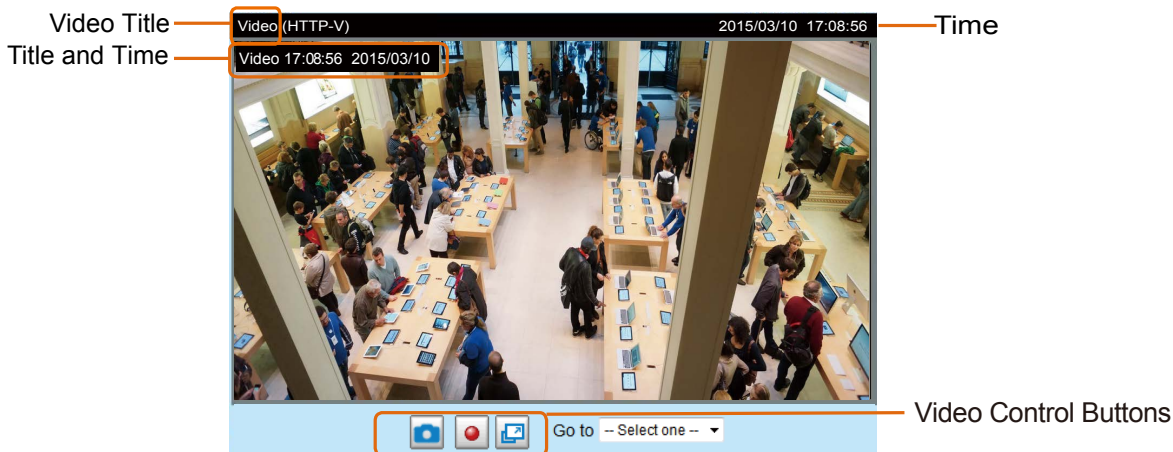 Video Title
Video (HTTP-V)
2015/03/10 17:08:56
Time
Title and Time
Video 17:08:56 2015/03/10
Go to
-- Select one --
Video Control Buttons